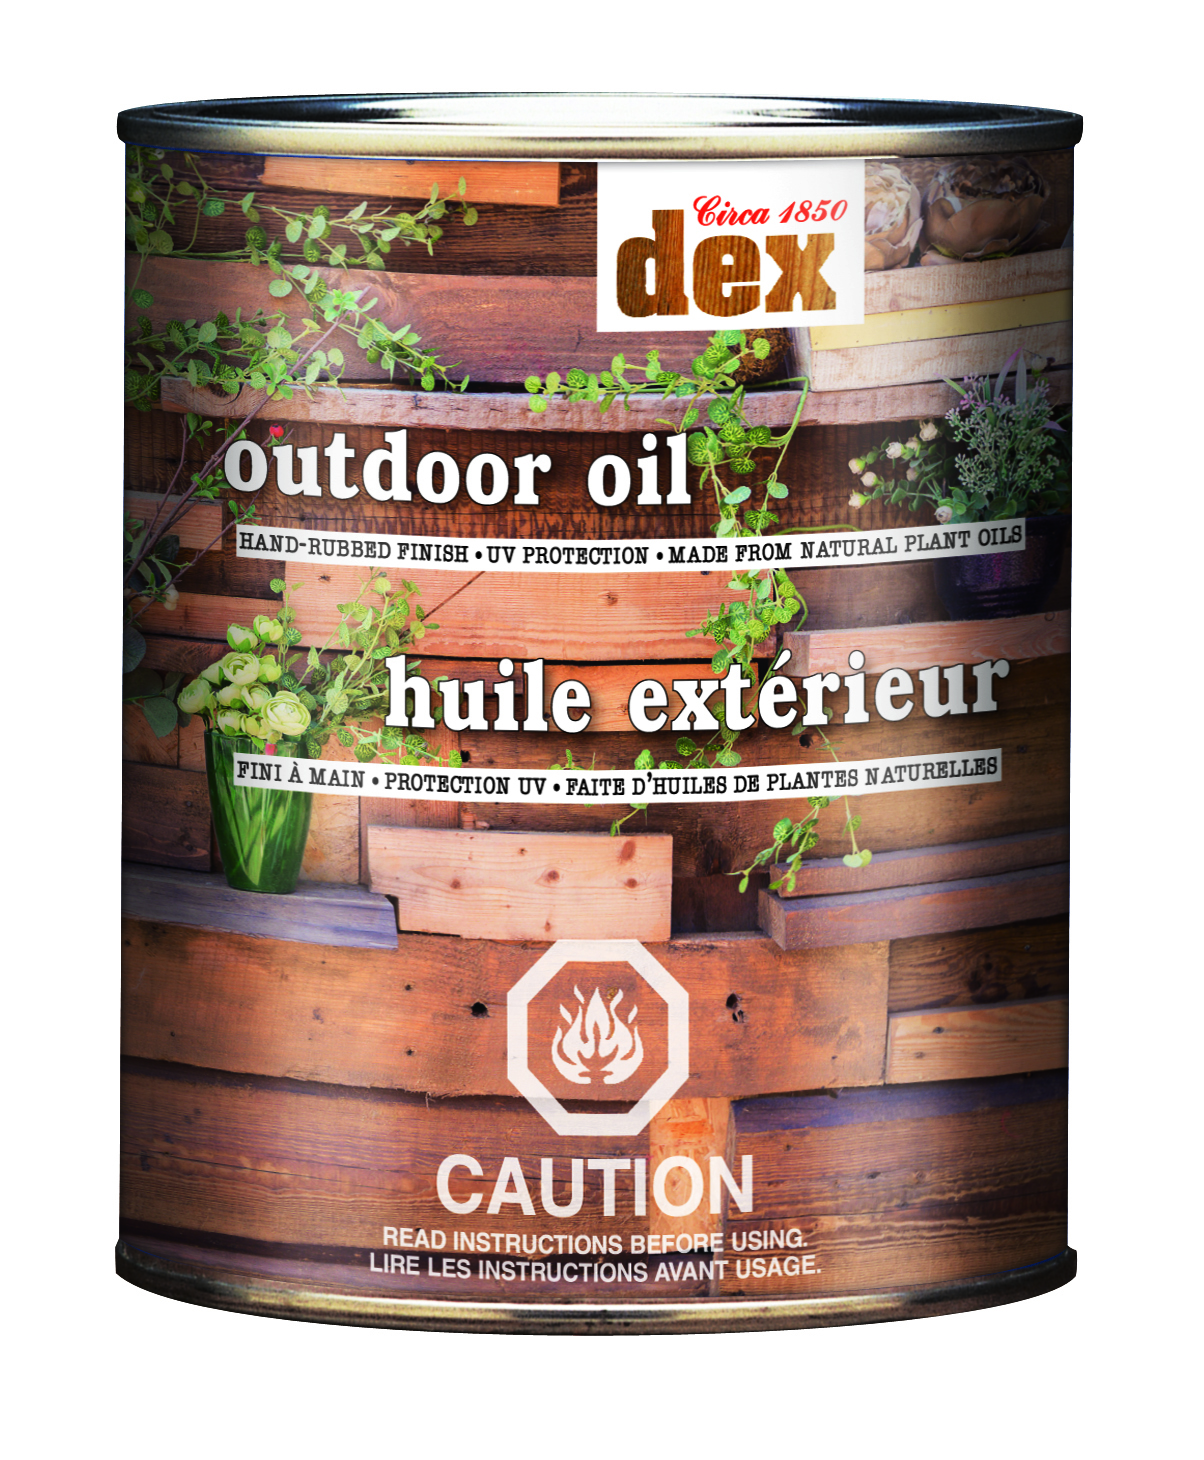 Circa 1850
dex
outdoor oil
HAND-RUBBED FINISH • UV PROTECTION • MADE FROM NATURAL PLANT OILS
huile extérieur
FINI À MAIN • PROTECTION UV • FAITE D'HUILES DE PLANTES NATURELLES
CAUTION
READ INSTRUCTIONS BEFORE USING.
LIRE LES INSTRUCTIONS AVANT USAGE.